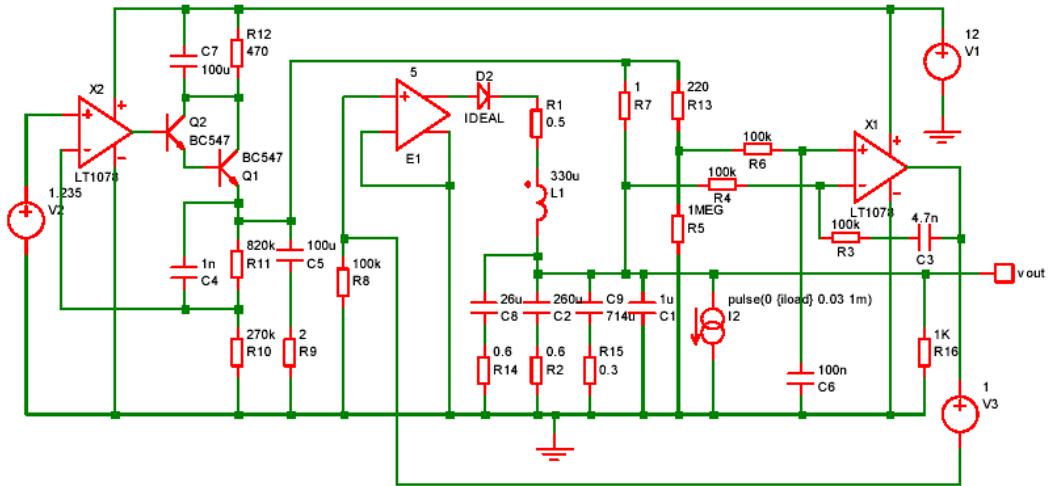 C7
100u
R12
470
12
V1
X2
Q2
BC547
BC547
Q1
LT1078
1.235
V2
1n
C4
820k
R11
270k
R10
100u
C5
2
R9
5
E1
D2
IDEAL
R1
0.5
330u
L1
100k
R8
26u
C8
0.6
R14
260u
C2
0.6
R2
C9
714u
R15
0.3
1u
C1
1
R7
220
R13
1MEG
R5
100k
R6
100k
R4
100k
R3
4.7n
C3
X1
LT1078
pulse(0 {iload} 0.03 1m)
I2
100n
C6
vout
1K
R16
1
V3